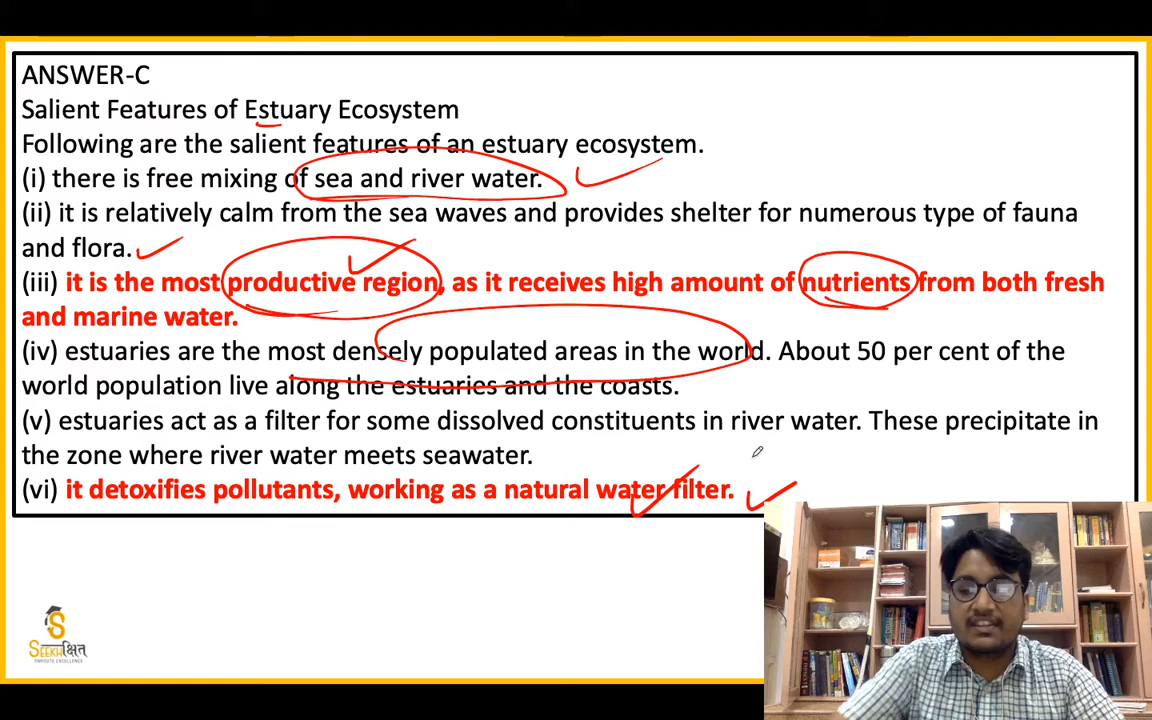 ANSWER-C
Salient Features of Estuary Ecosystem
Following are the salient features of an estuary ecosystem.
(i) there is free mixing of sea and river water.
(ii) it is relatively calm from the sea waves and provides shelter for numerous type of fauna
and flora.
(iii) it is the most productive region, as it receives high amount of nutrients from both fresh
and marine water.
(iv) estuaries are the most densely populated areas in the world. About 50 per cent of the
world population live along the estuaries and the coasts.
(v) estuaries act as a filter for some dissolved constituents in river water. These precipitate in
the zone where river water meets seawater.
(vi) it detoxifies pollutants, working as a natural water filter.
S
SEEKHक्षित
ENROUTE EXCELLENCE